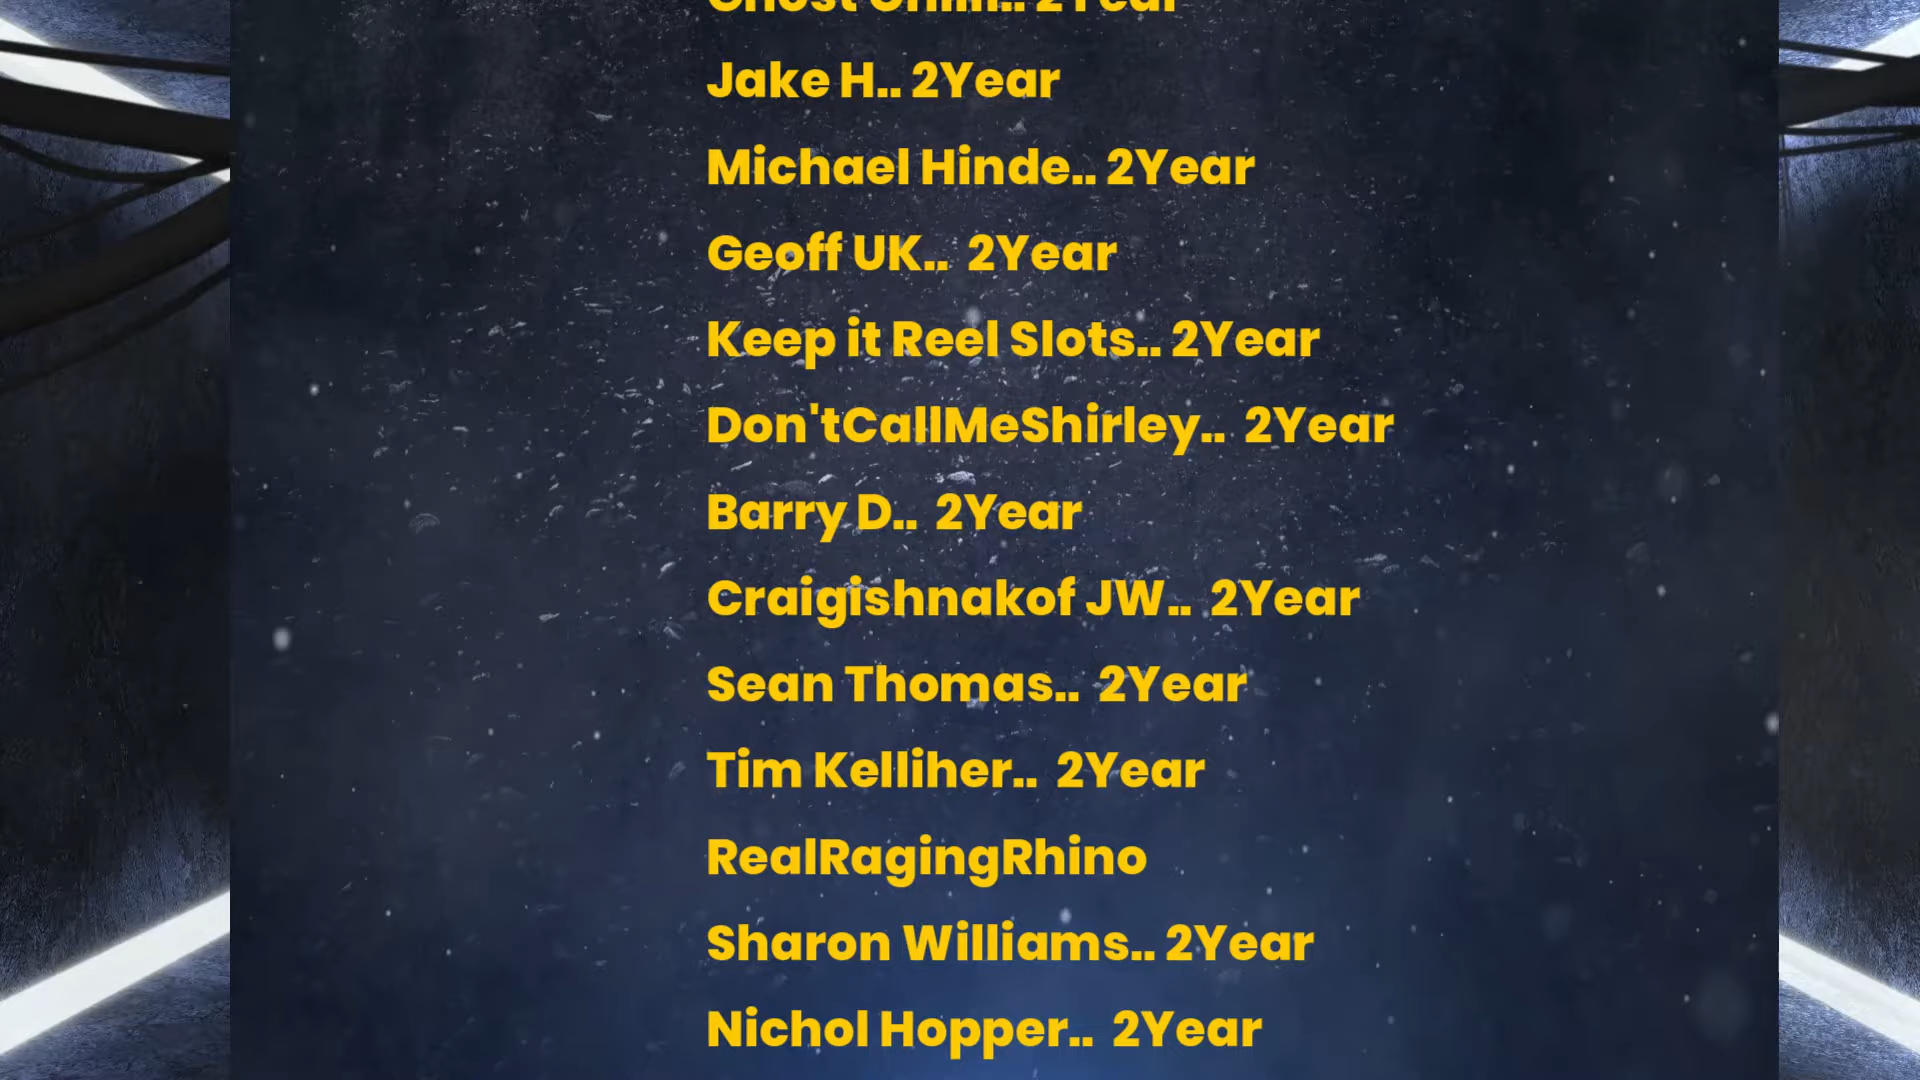 2Year
Jake H.. 2Year
Michael Hinde.. 2Year
Geoff UK..  2Year
Keep it Reel Slots.. 2Year
Don'tCallMeShirley..  2Year
Barry D..  2Year
Craigishnakof JW..  2Year
Sean Thomas..  2Year
Tim Kelliher..  2Year
RealRagingRhino
Sharon Williams.. 2Year
Nichol Hopper..  2Year